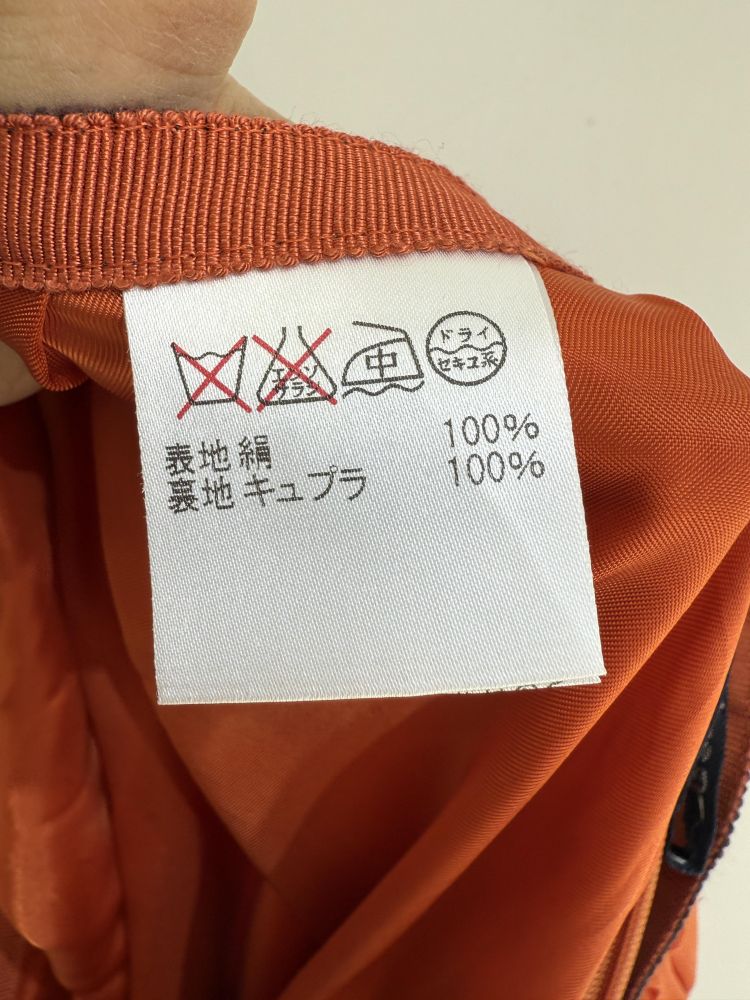 エンソ
サラシ
中
ドライ
セキユ系
表地 絹 100%
裏地 キュプラ 100%